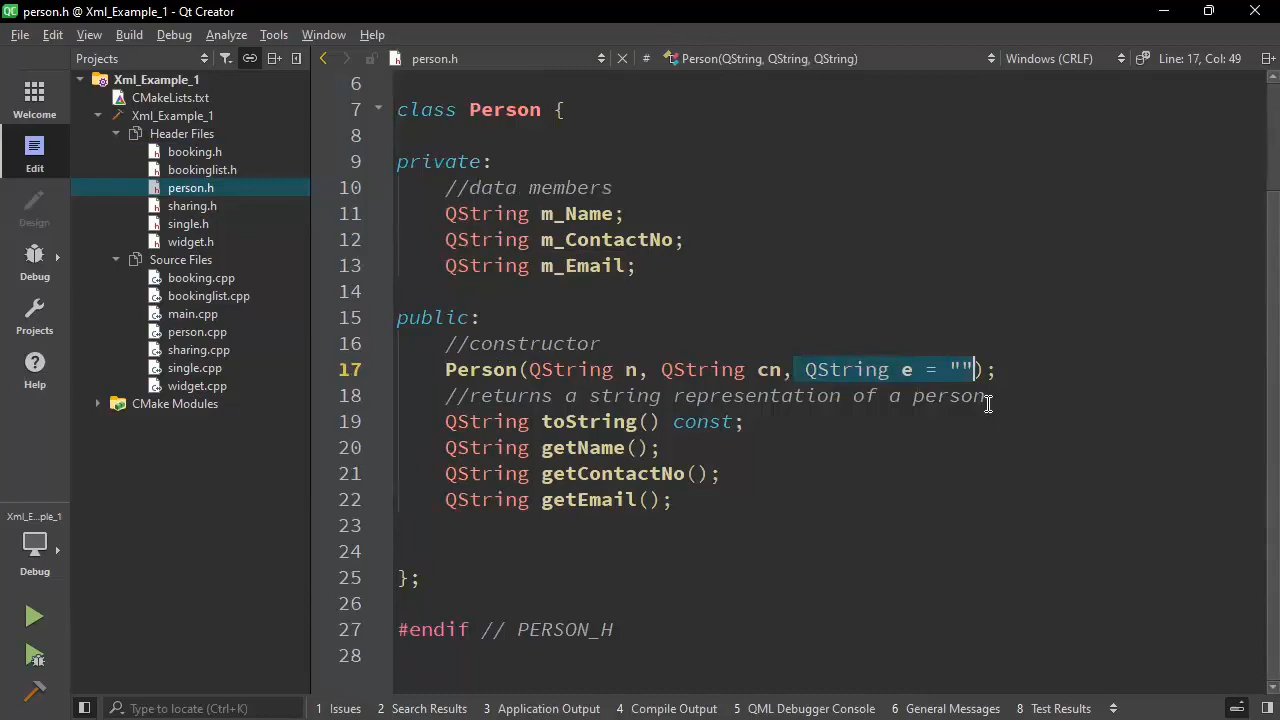 QC person.h @ Xml_Example_1 - Qt Creator
File Edit View Build Debug Analyze Tools Window Help
Projects
person.h
# Person(QString, QString, QString)
Windows (CRLF)
Line: 17, Col: 49
Welcome
Edit
Design
Debug
Projects
Help
Xml_Example_1
CMakeLists.txt
Xml_Example_1
Header Files
booking.h
bookinglist.h
person.h
sharing.h
single.h
widget.h
Source Files
booking.cpp
bookinglist.cpp
main.cpp
person.cpp
sharing.cpp
single.cpp
widget.cpp
CMake Modules
6
7 class Person {
8
9 private:
10 //data members
11 QString m_Name;
12 QString m_ContactNo;
13 QString m_Email;
14
15 public:
16 //constructor
17 Person(QString n, QString cn, QString e = "");
18 //returns a string representation of a person
19 QString toString() const;
20 QString getName();
21 QString getContactNo();
22 QString getEmail();
23
24
25 };
26
27 #endif // PERSON_H
28
Xml_E...ple_1
Debug
Type to locate (Ctrl+K)
1 Issues 2 Search Results 3 Application Output 4 Compile Output 5 QML Debugger Console 6 General Messages 8 Test Results